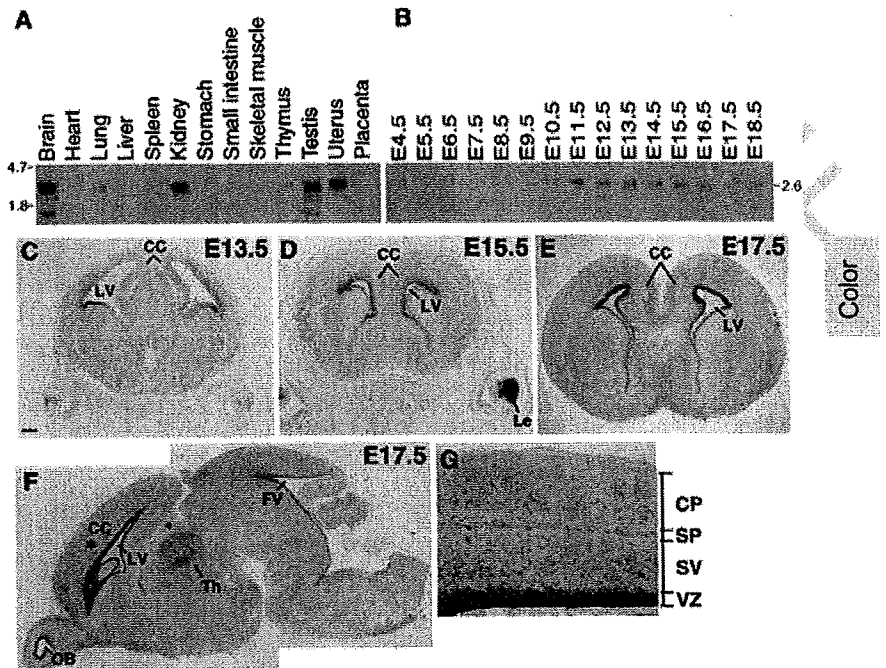 A
B
Brain
Heart
Lung
Liver
Spleen
Kidney
Stomach
Small intestine
Skeletal muscle
Thymus
Testis
Uterus
Placenta
E4.5
E5.5
E6.5
E7.5
E8.5
E9.5
E10.5
E11.5
E12.5
E13.5
E14.5
E15.5
E16.5
E17.5
E18.5
4.7-
1.8-
-2.6
C
CC
E13.5
LV
D
CC
E15.5
LV
Le
E
CC
E17.5
LV
Color
F
E17.5
CC
LV
FV
Th
OB
G
CP
SP
SV
VZ